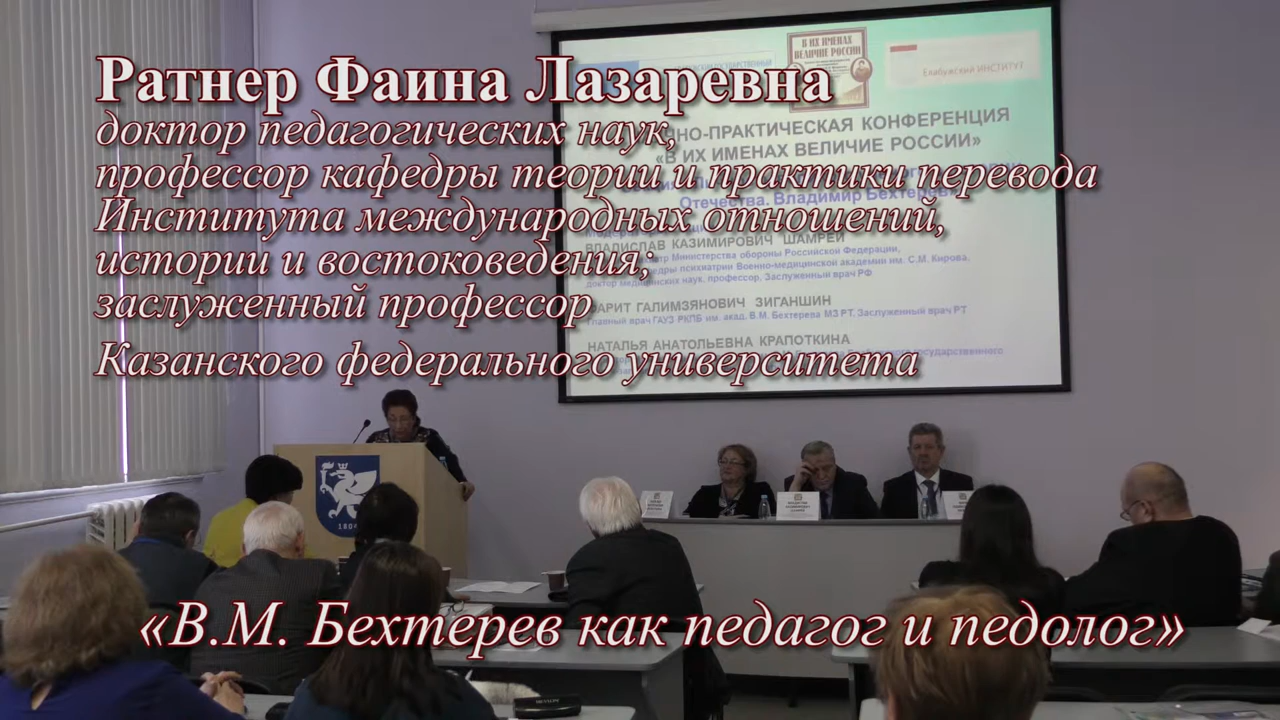 Ратнер Фаина Лазаревна
доктор педагогических наук,
профессор кафедры теории и практики перевода
Института международных отношений,
истории и востоковедения;
заслуженный профессор
Казанского федерального университета
В ИХ ИМЕНАХ
ВЕЛИЧИЕ РОССИИ
Елабужский ИНСТИТУТ
ПРАКТИЧЕСКАЯ КОНФЕРЕНЦИЯ
«В ИХ ИМЕНАХ ВЕЛИЧИЕ РОССИИ»
Отечества. Владимир Бехтерев
ВЛАДИСЛАВ КАЗИМИРОВИЧ ШАМРЕЙ
Министерства обороны Российской Федерации,
психиатрии Военно-медицинской академии им. С.М. Кирова,
доктор медицинских наук, профессор, Заслуженный врач РФ
ГАЛИМЗЯНОВИЧ ЗИГАНШИН
Главный врач ГАУЗ РКПБ им. акад. В.М. Бехтерева МЗ РТ, Заслуженный врач РТ
НАТАЛЬЯ АНАТОЛЬЕВНА КРАПОТКИНА
государственного
1804
«В.М. Бехтерев как педагог и педолог»